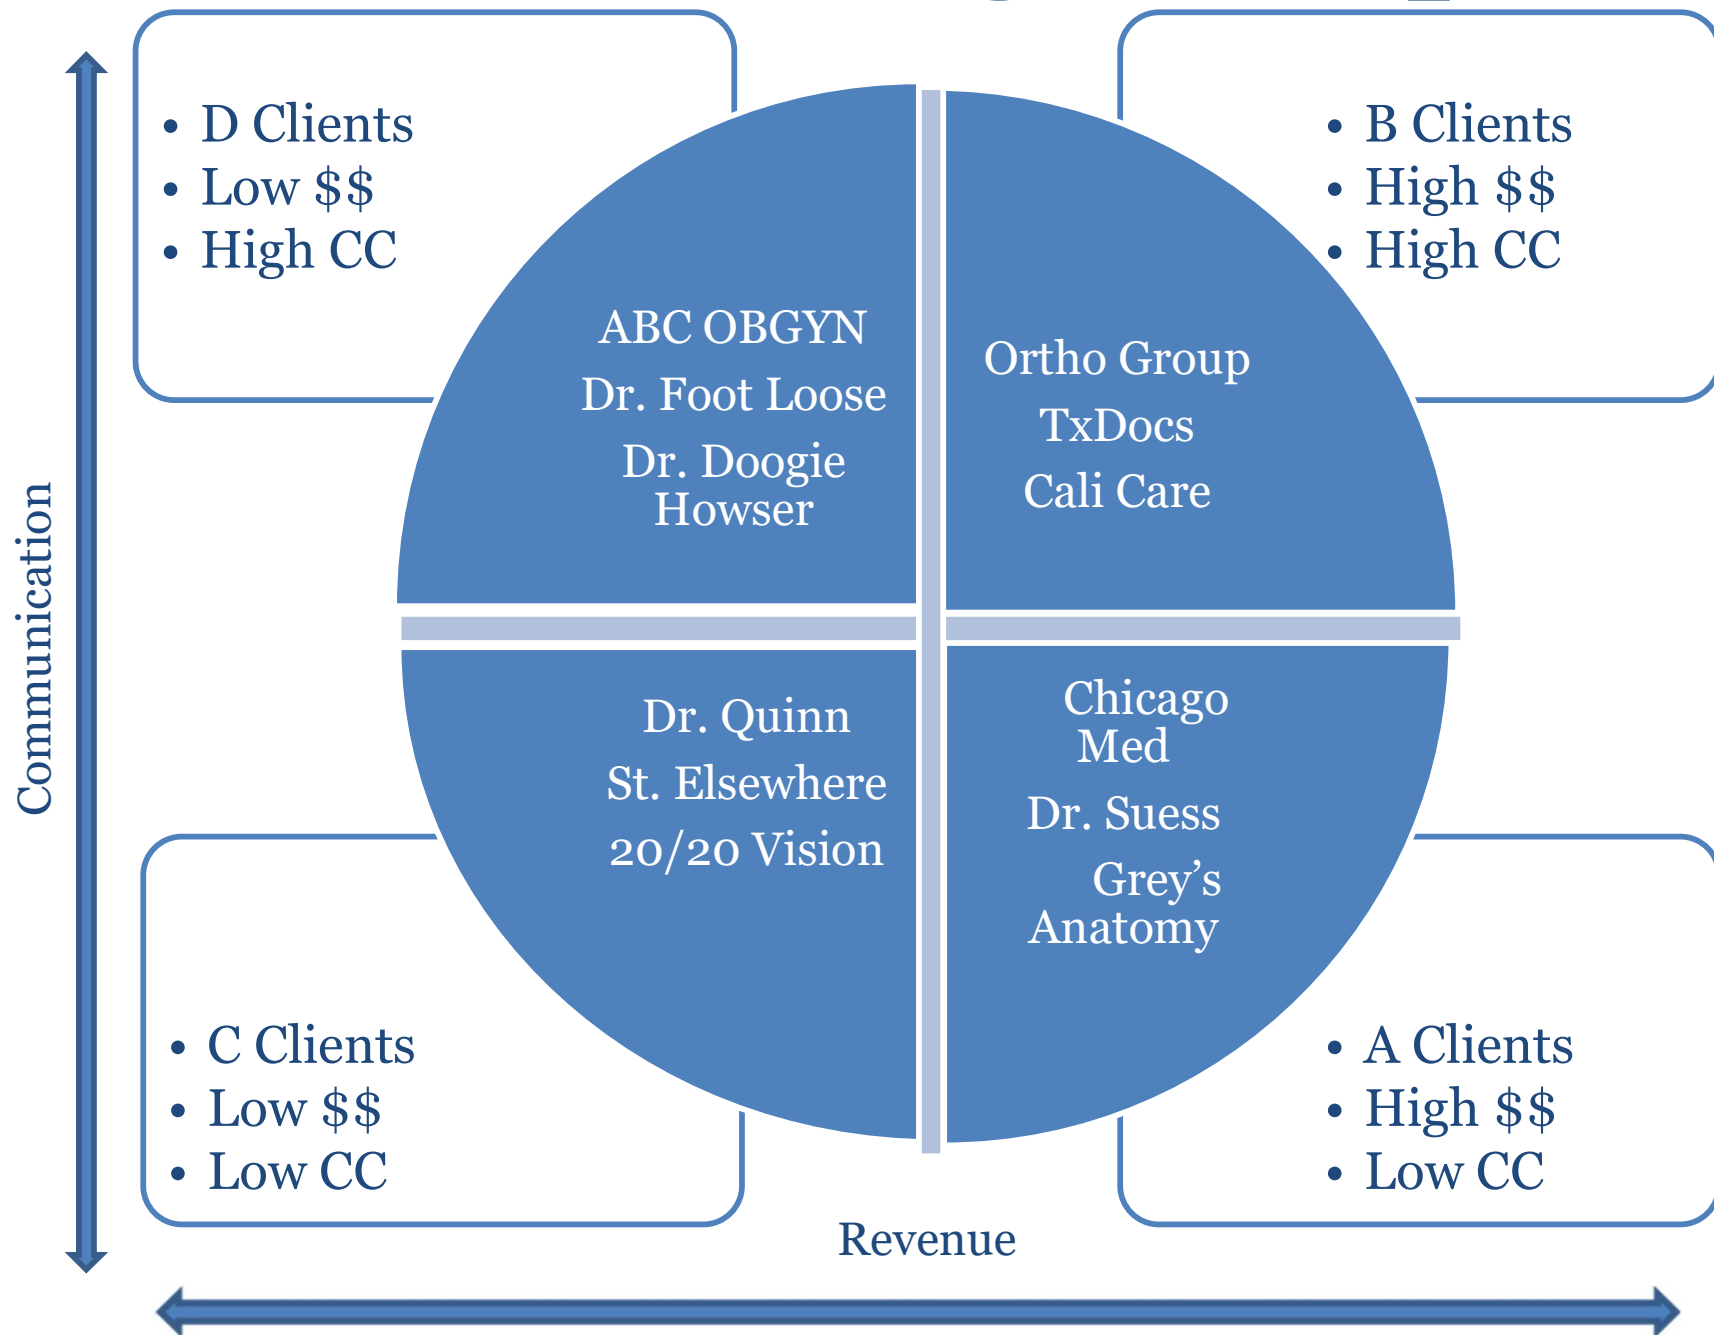 • D Clients
• Low $$
• High CC
• B Clients
• High $$
• High CC
ABC OBGYN
Dr. Foot Loose
Dr. Doogie
Howser
Ortho Group
TxDocs
Cali Care
Communication
Dr. Quinn
St. Elsewhere
20/20 Vision
Chicago
Med
Dr. Suess
Grey’s
Anatomy
• C Clients
• Low $$
• Low CC
• A Clients
• High $$
• Low CC
Revenue